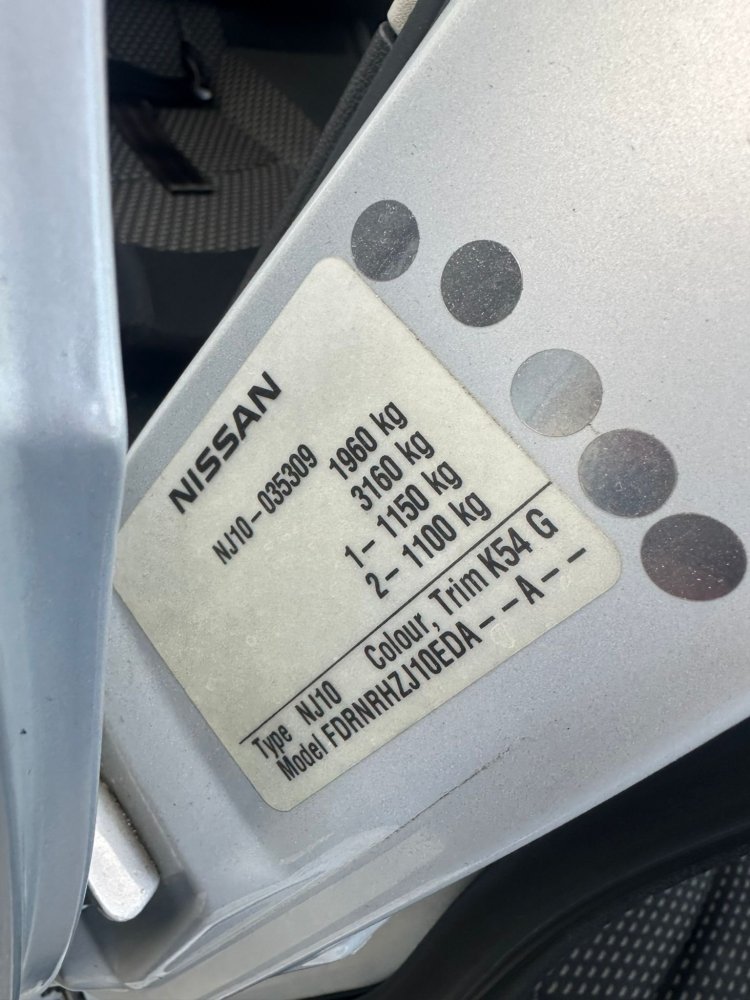 NISSAN
NJ10-035309
1960 kg
3160 kg
1- 1150 kg
2- 1100 kg
Type NJ10 Colour, Trim K54 G
Model FDRNRHZJ10EDA---A--